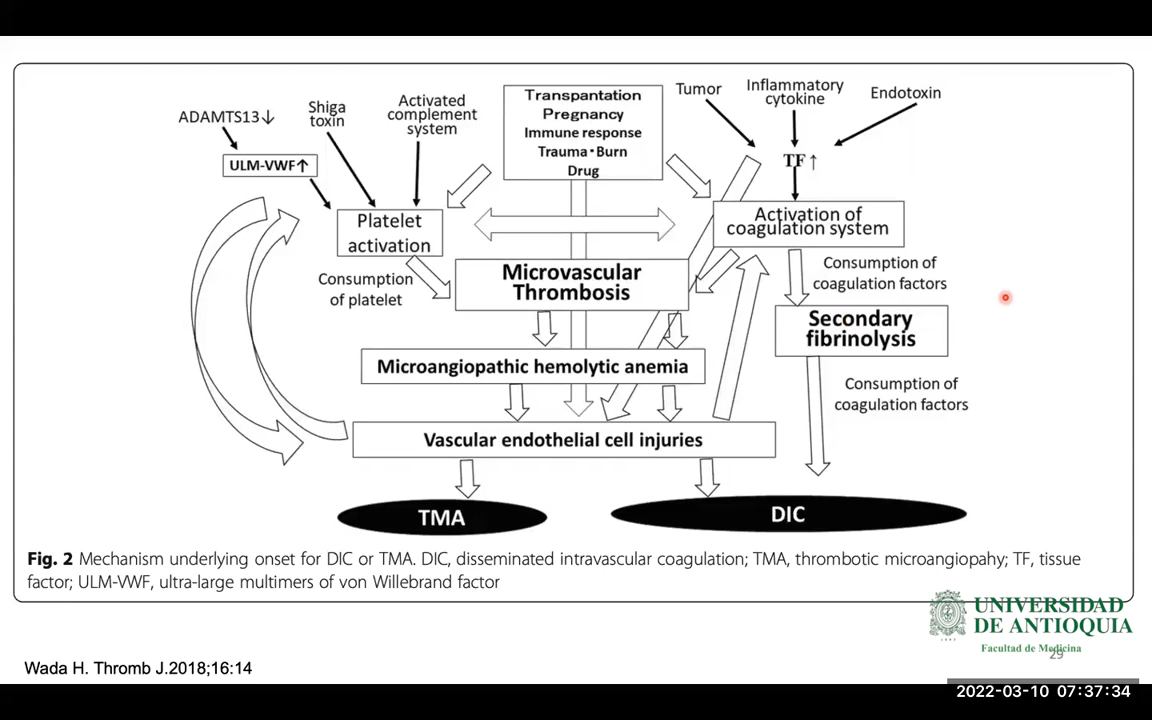 ADAMTS13↓
Shiga
toxin
Activated
complement
system
Transpantation
Pregnancy
Immune response
Trauma・Burn
Drug
Tumor
Inflammatory
cytokine
Endotoxin
ULM-VWF↑
TF↑
Platelet
activation
Activation of
coagulation system
Consumption
of platelet
Microvascular
Thrombosis
Consumption of
coagulation factors
Secondary
fibrinolysis
Microangiopathic hemolytic anemia
Consumption of
coagulation factors
Vascular endothelial cell injuries
TMA
DIC
Fig. 2 Mechanism underlying onset for DIC or TMA. DIC, disseminated intravascular coagulation; TMA, thrombotic microangiopahy; TF, tissue
factor; ULM-VWF, ultra-large multimers of von Willebrand factor
UNIVERSIDAD
DE ANTIOQUIA
Facultad de Medicina
29
Wada H. Thromb J.2018;16:14
2022-03-10 07:37:34